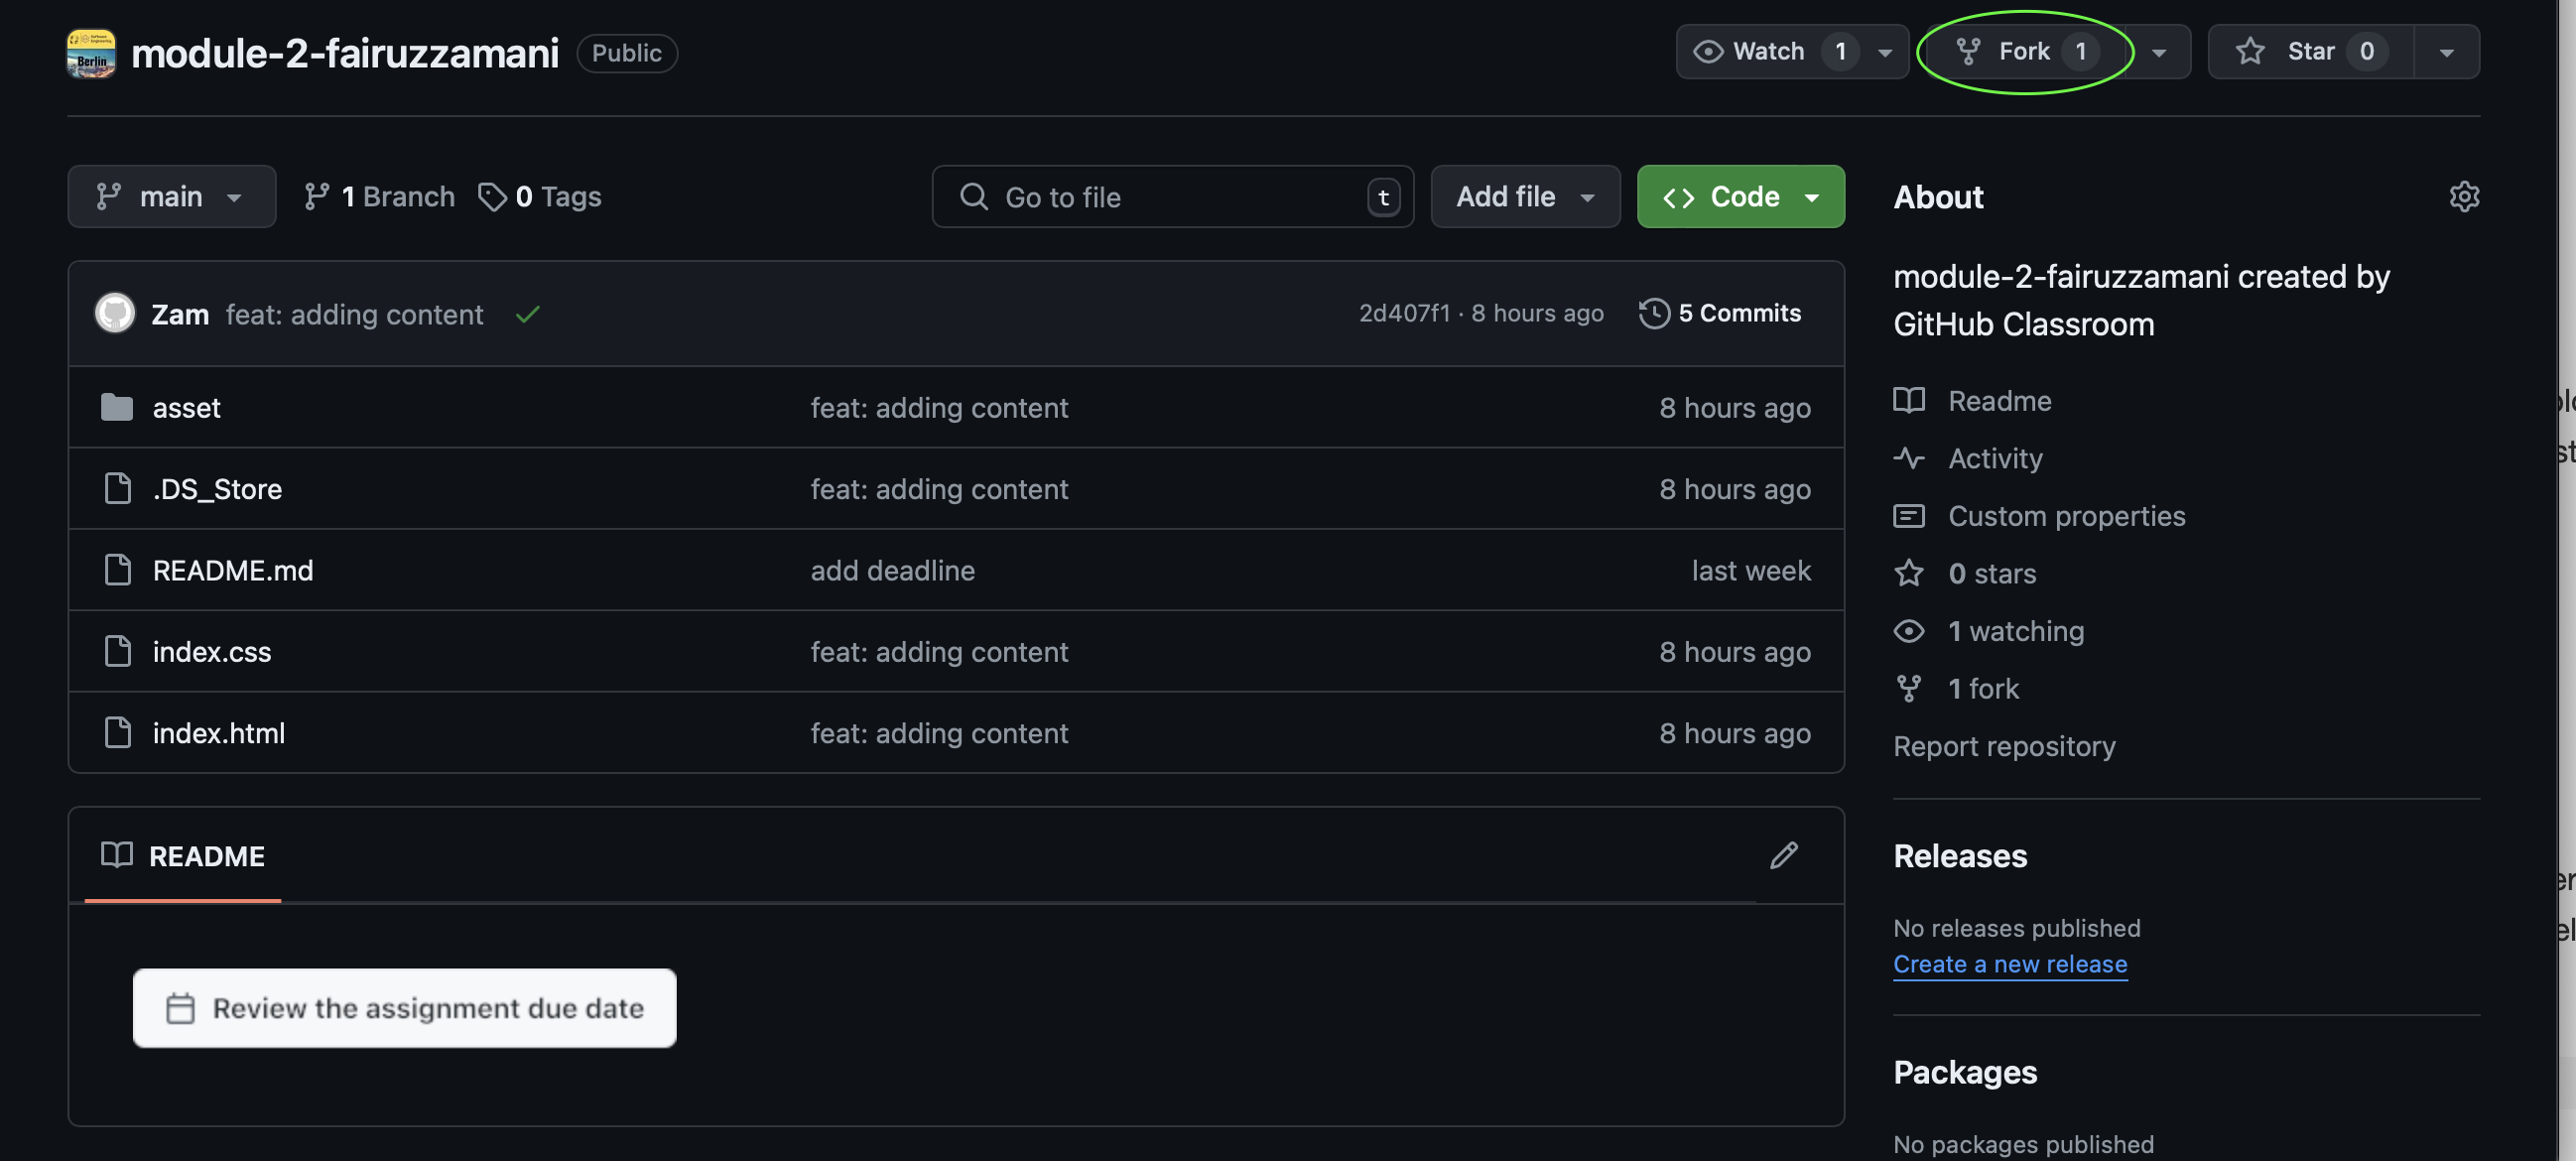 module-2-fairuzzamani Public Watch 1 Fork 1 Star 0
main 1 Branch 0 Tags Go to file t Add file Code
Zam feat: adding content 2d407f1 · 8 hours ago 5 Commits
asset feat: adding content 8 hours ago
.DS_Store feat: adding content 8 hours ago
README.md add deadline last week
index.css feat: adding content 8 hours ago
index.html feat: adding content 8 hours ago
README
Review the assignment due date
About
module-2-fairuzzamani created by
GitHub Classroom
Readme
Activity
Custom properties
0 stars
1 watching
1 fork
Report repository
Releases
No releases published
Create a new release
Packages
No packages published